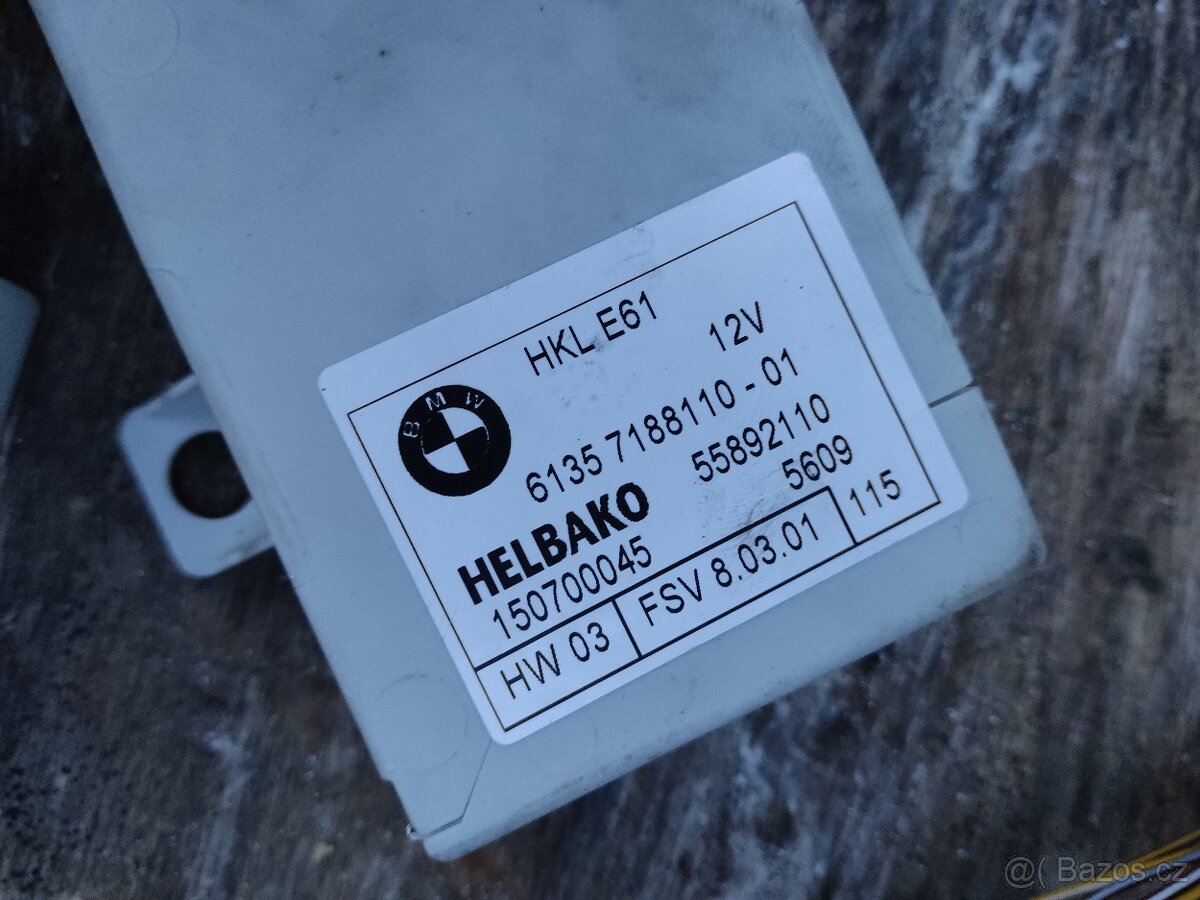 HKL E61
12V
BMW
6135 7188110 - 01
HELBAKO 55892110
150700045 5609
HW 03 FSV 8.03.01 115
@( Bazos.cz